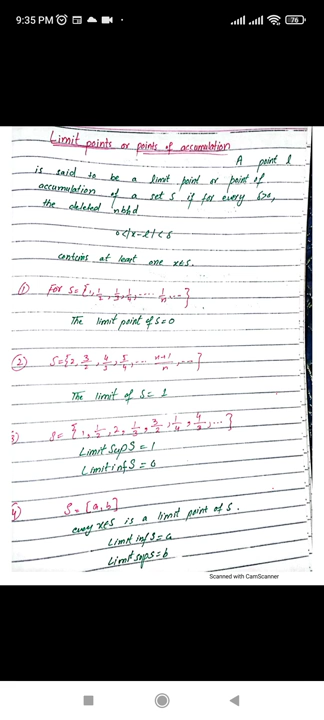 9:35 PM
76
Limit points or points of accumulation
A point l
is said to be a limit point or point of
accumulation of a set S if for every δ>0,
the deleted nbhd
0<|x-l|<δ
contains at least one x∈S.
① For S={1,1/2,1/3,1/4,... 1/n...}
The limit point of S=0
② S={2,3/2,4/3,5/4,... n+1/n,...}
The limit of S= 1
3) S={1,1/2,2,1/3,3/2,1/4,4/3,...}
Limit Sup S=1
Limit inf S=0
4) S=[a,b]
every x∈S is a limit point of S.
Limit inf S=a
Limit sup S=b
Scanned with CamScanner